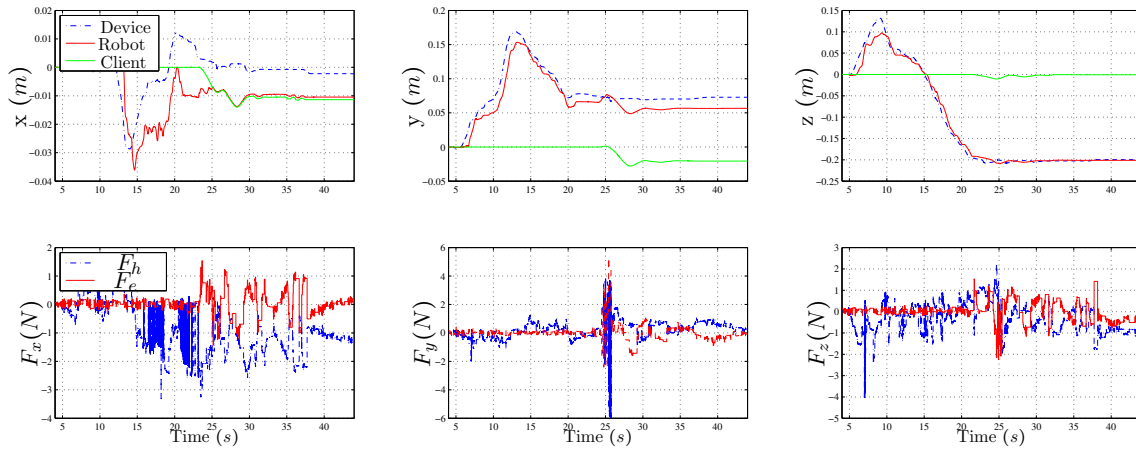 Device
Robot
Client
x (m)
0.02
0.01
0
−0.01
−0.02
−0.03
−0.04
5 10 15 20 25 30 35 40
y (m)
0.2
0.15
0.1
0.05
0
−0.05
5 10 15 20 25 30 35 40
z (m)
0.15
0.1
0.05
0
−0.05
−0.1
−0.15
−0.2
−0.25
5 10 15 20 25 30 35 40
F_h
F_e
F_x(N)
2
1
0
−1
−2
−3
−4
5 10 15 20 25 30 35 40
Time (s)
F_y(N)
6
4
2
0
−2
−4
−6
5 10 15 20 25 30 35 40
Time (s)
F_z(N)
3
2
1
0
−1
−2
−3
−4
−5
5 10 15 20 25 30 35 40
Time (s)